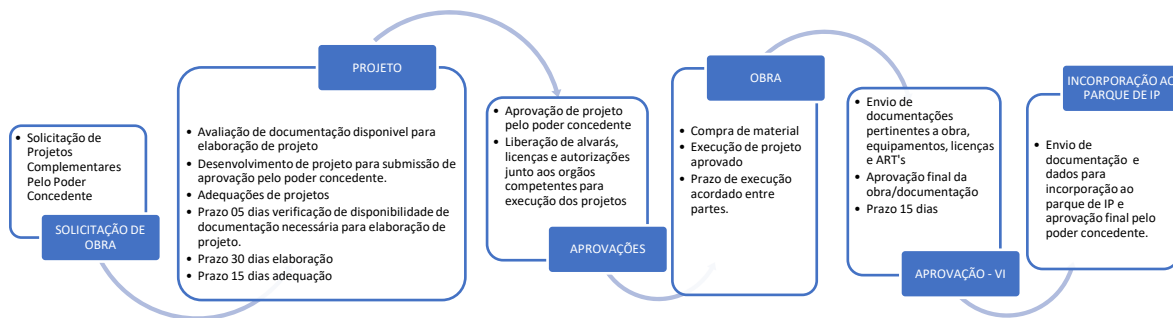 • Solicitação de
Projetos
Complementares
Pelo Poder
Concedente
SOLICITAÇÃO DE
OBRA
PROJETO
• Avaliação de documentação disponivel para
elaboração de projeto
• Desenvolvimento de projeto para submissão de
aprovação pelo poder concedente.
• Adequações de projetos
• Prazo 05 dias verificação de disponibilidade de
documentação necessária para elaboração de
projeto.
• Prazo 30 dias elaboração
• Prazo 15 dias adequação
• Aprovação de projeto
pelo poder concedente
• Liberação de alvarás,
licenças e autorizações
junto aos orgãos
competentes para
execução dos projetos
APROVAÇÕES
OBRA
• Compra de material
• Execução de projeto
aprovado
• Prazo de execução
acordado entre
partes.
• Envio de
documentações
pertinentes a obra,
equipamentos, licenças
e ART's
• Aprovação final da
obra/documentação
• Prazo 15 dias
APROVAÇÃO - VI
INCORPORAÇÃO AO
PARQUE DE IP
• Envio de
documentação e
dados para
incorporação ao
parque de IP e
aprovação final pelo
poder concedente.